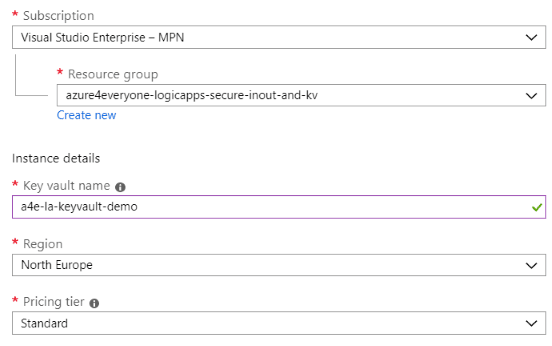 * Subscription
Visual Studio Enterprise – MPN
* Resource group
azure4everyone-logicapps-secure-inout-and-kv
Create new
Instance details
* Key vault name
a4e-la-keyvault-demo
* Region
North Europe
* Pricing tier
Standard